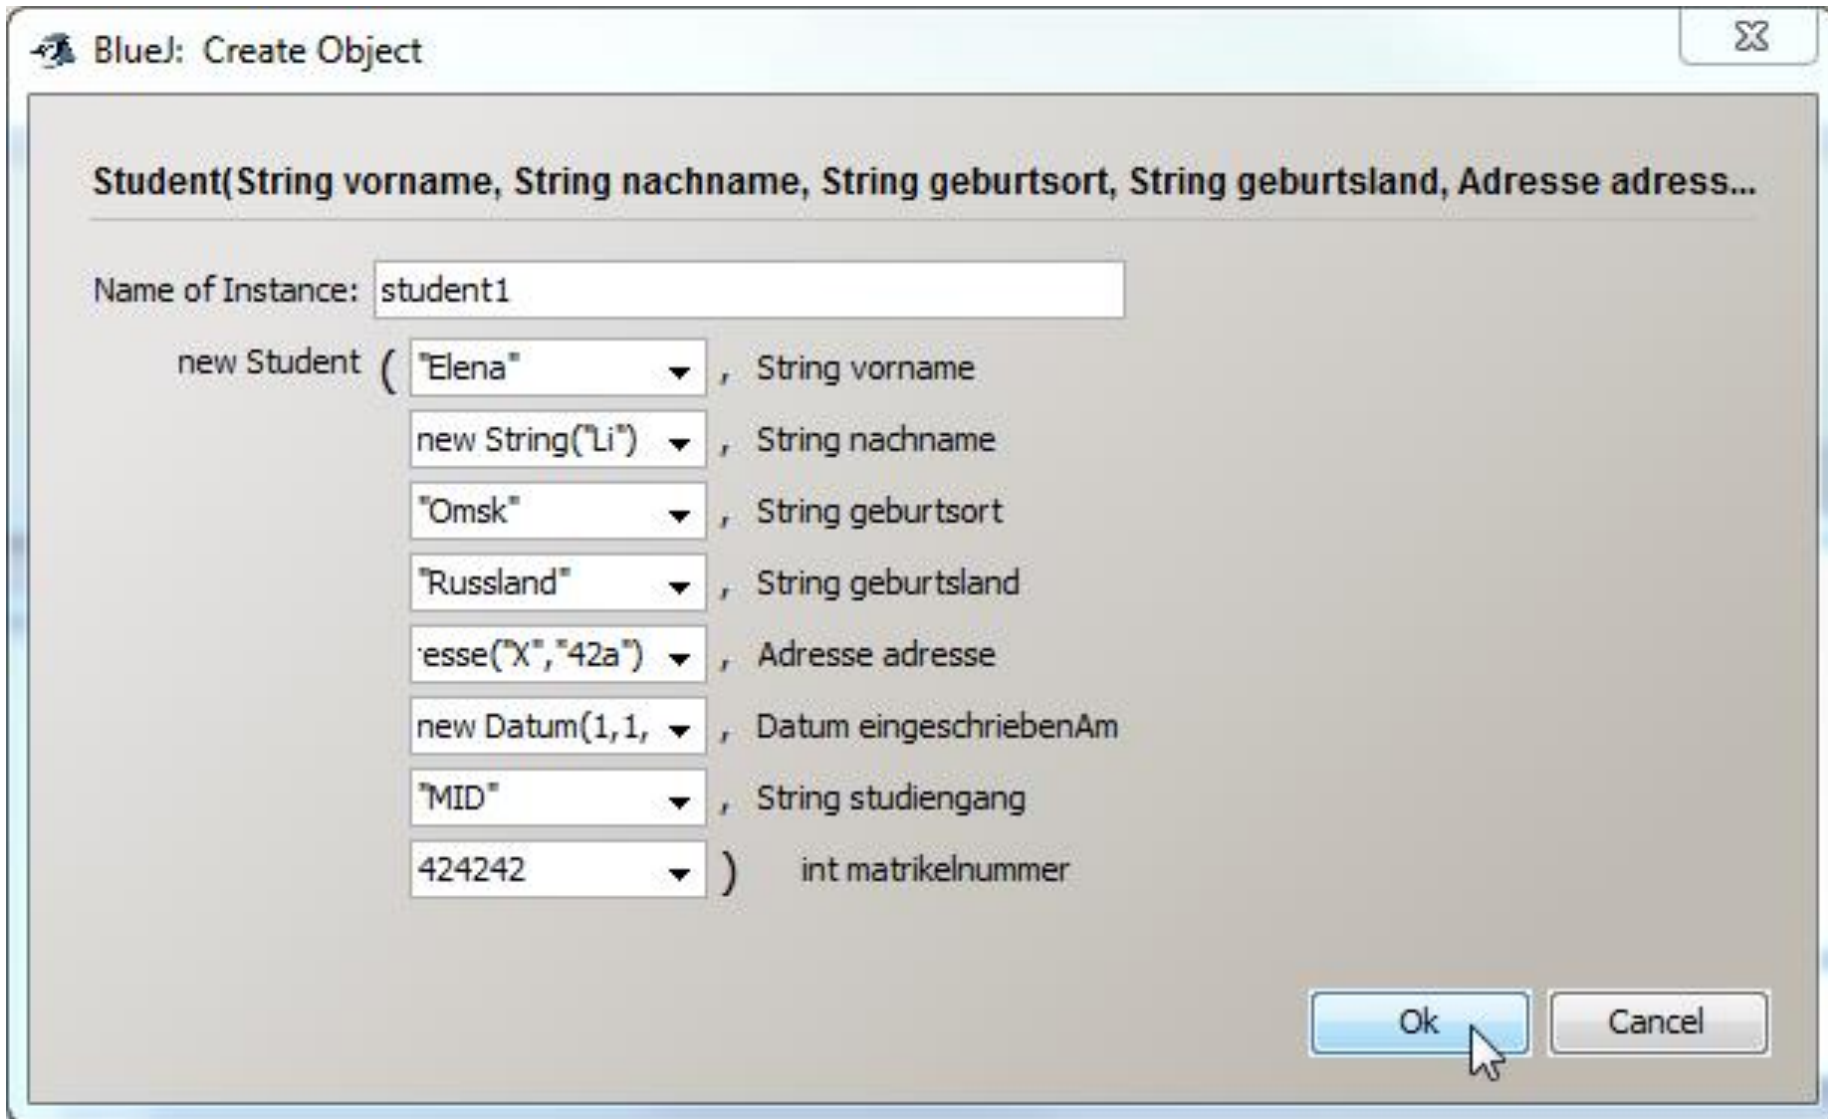 BlueJ: Create Object
Student(String vorname, String nachname, String geburtsort, String geburtsland, Adresse adress...
Name of Instance: student1
new Student ( "Elena" , String vorname
new String("Li") , String nachname
"Omsk" , String geburtsort
"Russland" , String geburtsland
esse("X","42a") , Adresse adresse
new Datum(1,1, , Datum eingeschriebenAm
"MID" , String studiengang
424242 ) int matrikelnummer
Ok Cancel